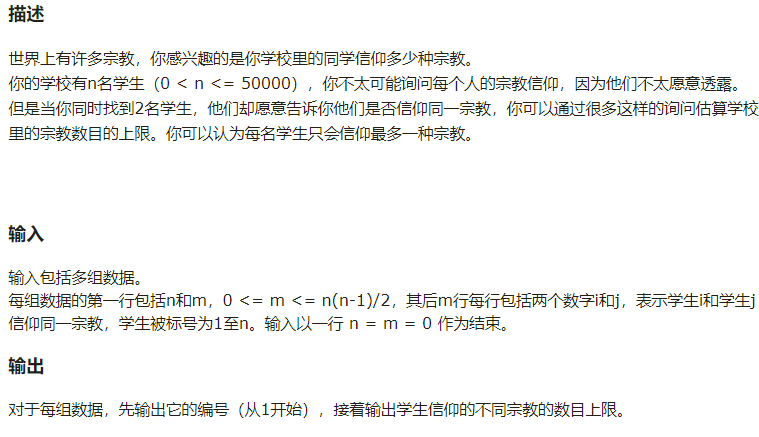 描述
世界上有许多宗教，你感兴趣的是你学校里的同学信仰多少种宗教。
你的学校有n名学生（0 < n <= 50000），你不太可能询问每个人的宗教信仰，因为他们不太愿意透露。
但是当你同时找到2名学生，他们却愿意告诉你他们是否信仰同一宗教，你可以通过很多这样的询问估算学校
里的宗教数目的上限。你可以认为每名学生只会信仰最多一种宗教。
输入
输入包括多组数据。
每组数据的第一行包括n和m，0 <= m <= n(n-1)/2，其后m行每行包括两个数字i和j，表示学生i和学生j
信仰同一宗教，学生被标号为1至n。输入以一行 n = m = 0 作为结束。
输出
对于每组数据，先输出它的编号（从1开始），接着输出学生信仰的不同宗教的数目上限。